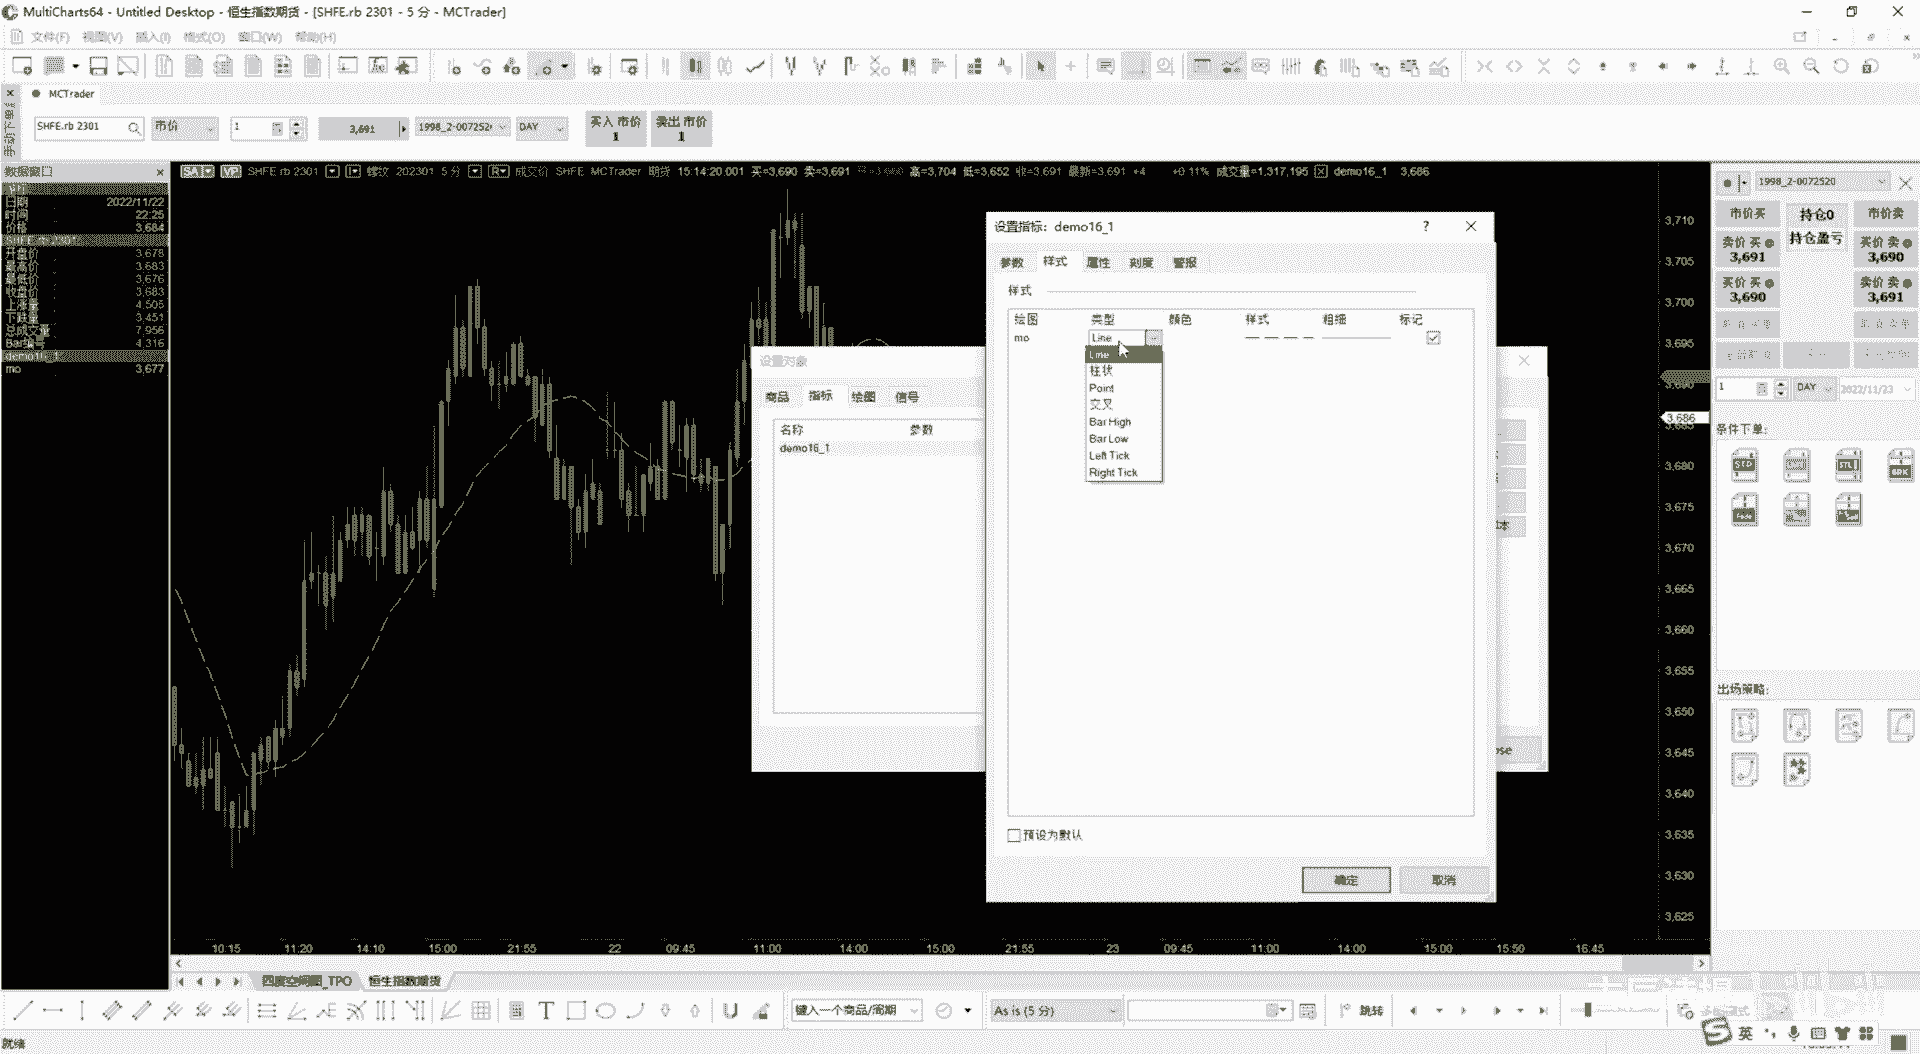 MultiCharts64 - Untitled Desktop - 恒生指数期货 - [SHFE.rb 2301 - 5 分 - MCTrader]
文件(F) 视图(V) 插入(I) 格式(O) 窗口(W) 帮助(H)
MCTrader
SHFE.rb 2301 市价 1 3,691 DAY 买入 市价 1 卖出 市价 1
数据窗口
SA VP SHFE rb 2301 螺纹 202301 5 分 R 成交价 SHFE MCTrader 期货 15:14:20.001 买=3,690 卖=3,691 高=3,704 低=3,652 收=3,691 最新=3,691 +4 +0.11% 成交量=1,317,195 demo16_1 3,686
日期 2022/11/22
时间 22:25
价格 3,684
SHFE.rb 2301
开盘价 3,678
最高价 3,683
最低价 3,676
收盘价 3,683
上涨量 4,505
下跌量 3,451
总成交量 7,956
4,316
demo16_1
mo 3,677
设置指标: demo16_1
参数 样式 属性 刻度 警报
样式
绘图 类型 颜色 样式 粗细 标记
mo Line
Line
柱状
Point
交叉
Bar High
Bar Low
Left Tick
Right Tick
预设为默认
确定 取消
设置对象
商品 指标 绘图 信号
名称 参数
demo16_1
3,710
3,705
3,700
3,695
3,690
3,686
3,685
3,680
3,675
3,670
3,665
3,660
3,655
3,650
3,645
3,640
3,635
3,630
3,625
1998_2-0072520
市价买 持仓0 市价卖
卖价 买 3,691 持仓盈亏 买价 卖 3,690
买价 买 3,690 卖价 卖 3,691
1 DAY 2022/11/23
条件下单:
出场策略:
10:15 11:20 14:10 15:00 21:55 22 09:45 11:00 14:00 15:00 21:55 23 09:45 11:00 14:00 15:00 15:50 16:45
四度空间图_TPO 恒生指数期货
键入一个商品/周期 As is (5 分) 跳转
英
就绪